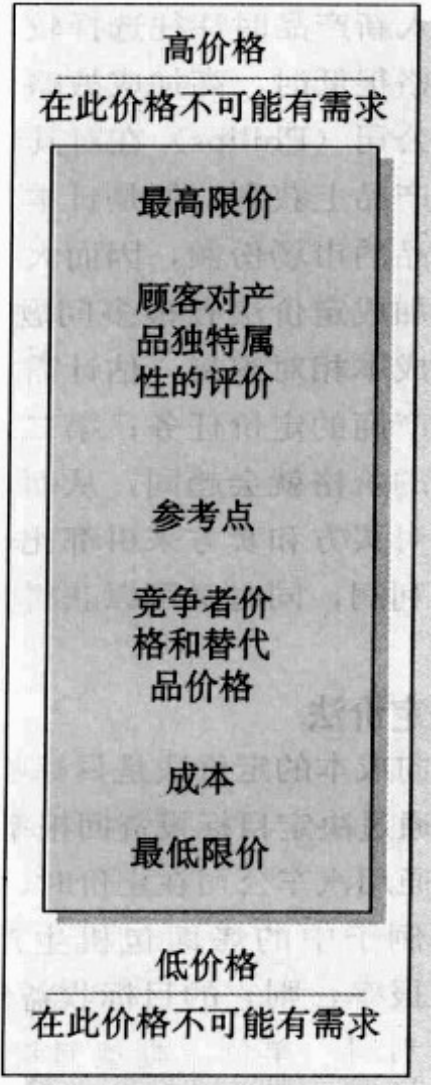 高价格
在此价格不可能有需求
最高限价
顾客对产
品独特属
性的评价
参考点
竞争者价
格和替代
品价格
成本
最低限价
低价格
在此价格不可能有需求